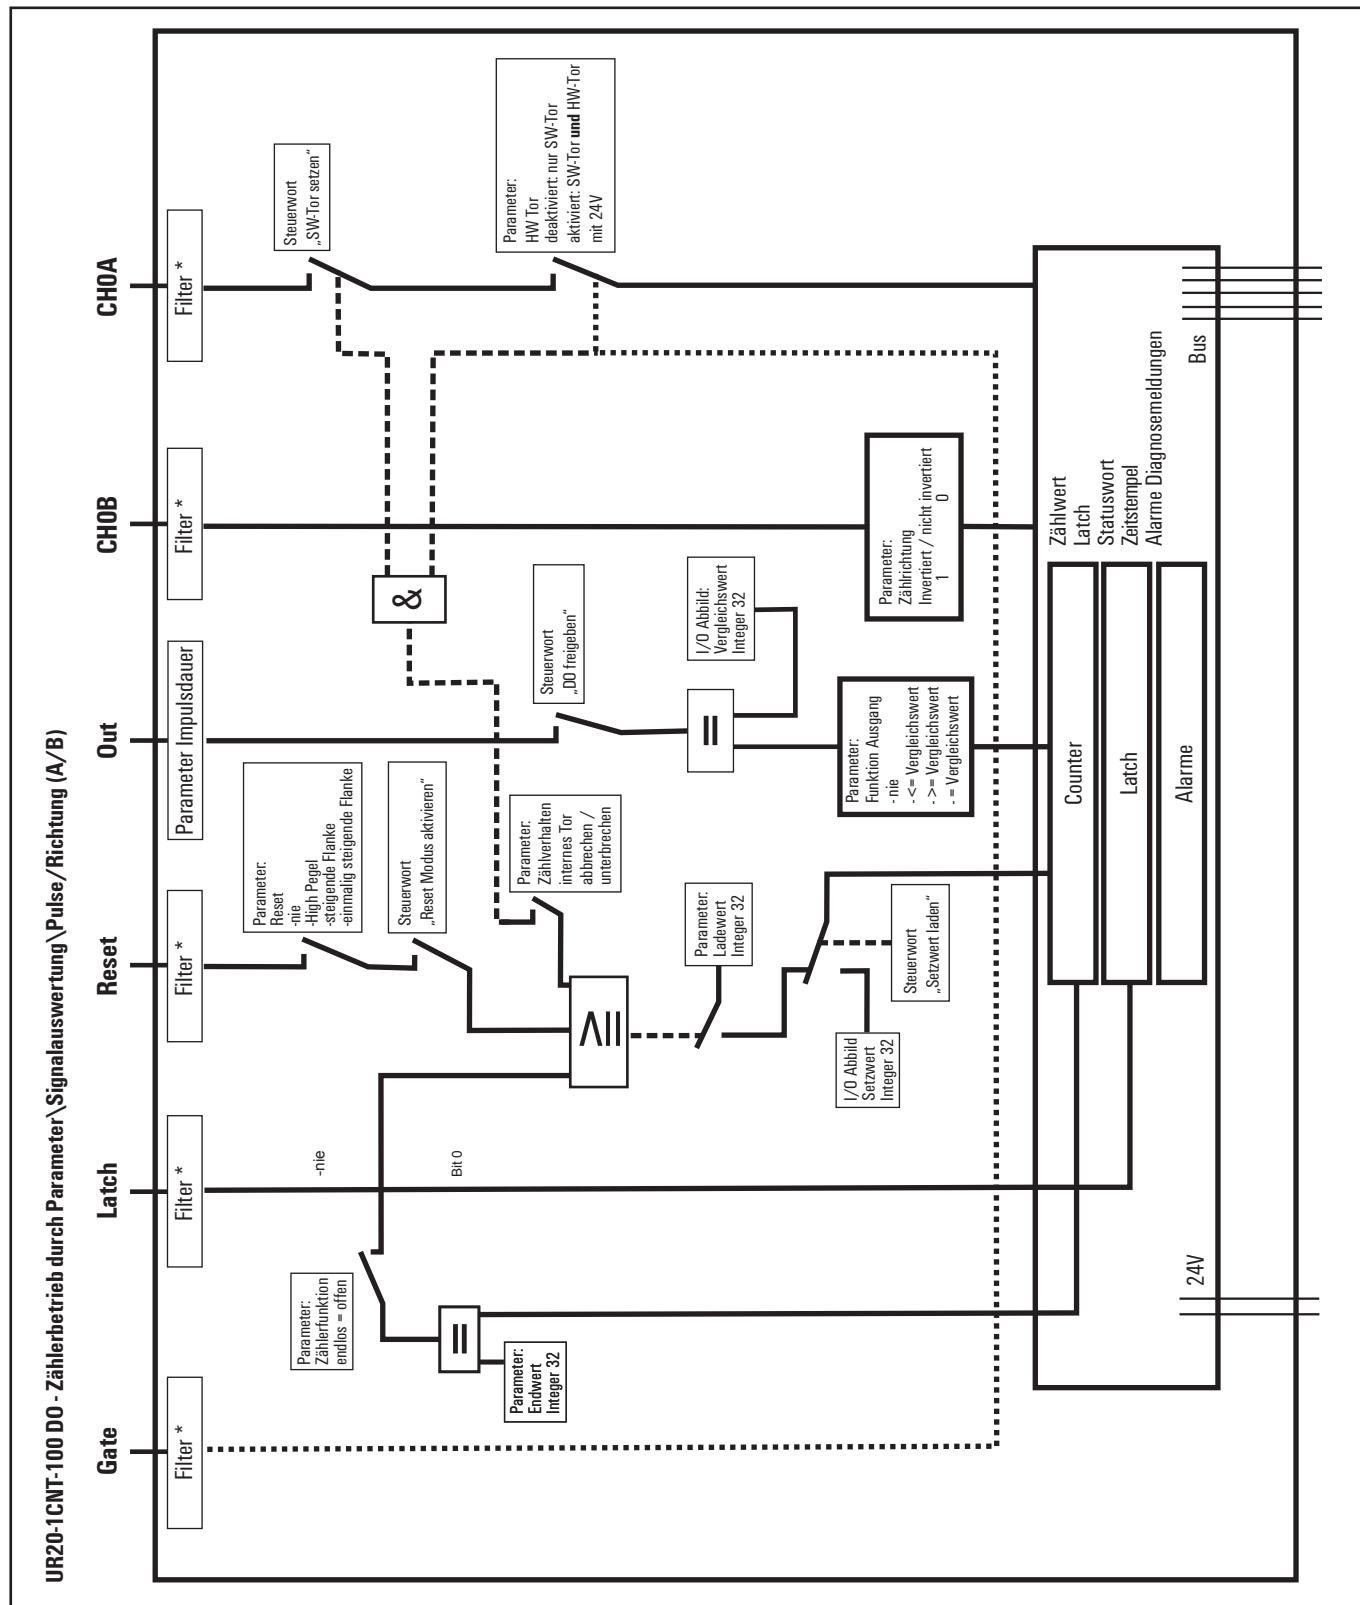 UR20-1CNT-100 DO - Zählerbetrieb durch Parameter\Signalauswertung\Pulse/Richtung (A/B)
Gate
Latch
Reset
Out
CH0B
CH0A
Filter *
Filter *
Filter *
Parameter Impulsdauer
Filter *
Filter *
Parameter:
Zählerfunktion
endlos = offen
=
Parameter:
Endwert
Integer 32
-nie
Bit 0
Parameter:
Reset
-nie
-High Pegel
-steigende Flanke
-einmalig steigende Flanke
Steuerwort
„Reset Modus aktivieren“
Parameter:
Zählverhalten
internes Tor
abbrechen /
unterbrechen
≥
Parameter:
Ladewert
Integer 32
I/O Abbild
Setzwert
Integer 32
Steuerwort
„Setzwert laden“
Steuerwort
„DO freigeben“
=
I/O Abbild:
Vergleichswert
Integer 32
Parameter:
Funktion Ausgang
- nie
- <= Vergleichswert
- >= Vergleichswert
- = Vergleichswert
&
Parameter:
Zählrichtung
Invertiert / nicht invertiert
1 0
Steuerwort
„SW-Tor setzen“
Parameter:
HW Tor
deaktiviert: nur SW-Tor
aktiviert: SW-Tor und HW-Tor
mit 24V
Counter
Latch
Alarme
Zählwert
Latch
Statuswort
Zeitstempel
Alarme Diagnosemeldungen
24V
Bus